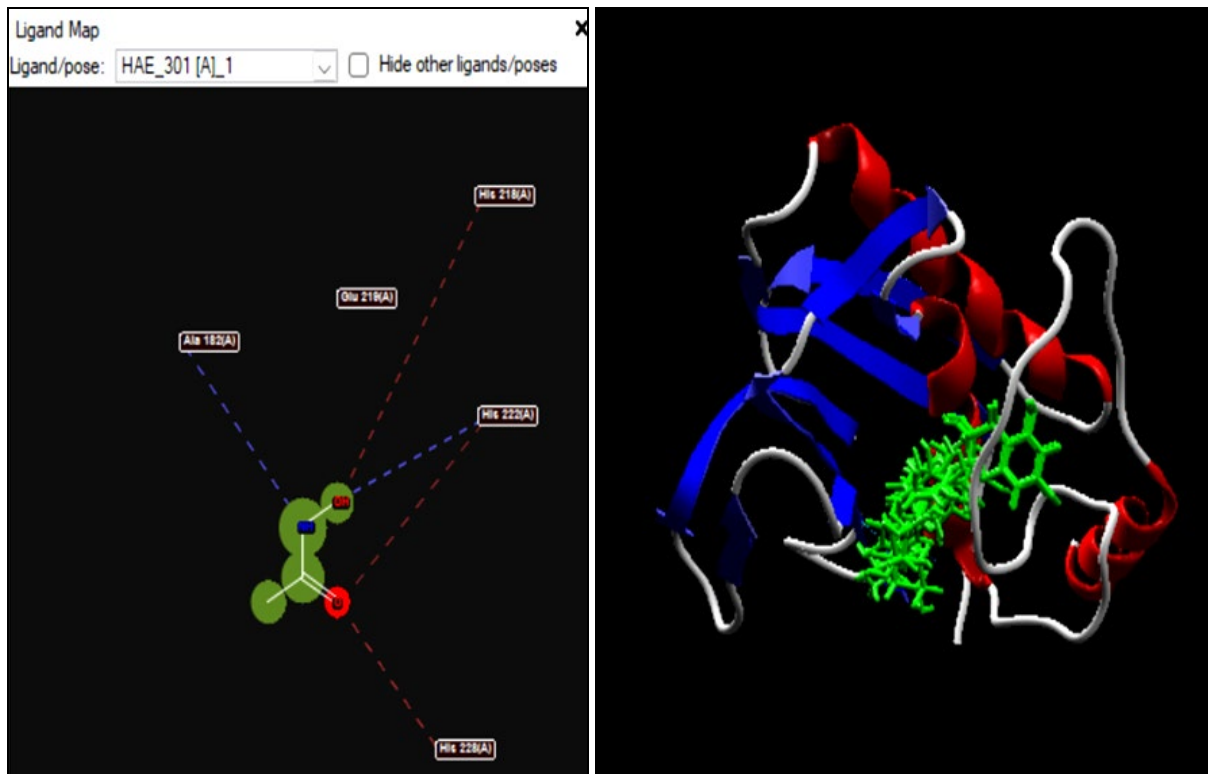 Ligand Map
Ligand/pose: HAE_301 [A]_1 Hide other ligands/poses
His 218(A)
Glu 219(A)
Ala 182(A)
His 222(A)
OH
O
His 228(A)